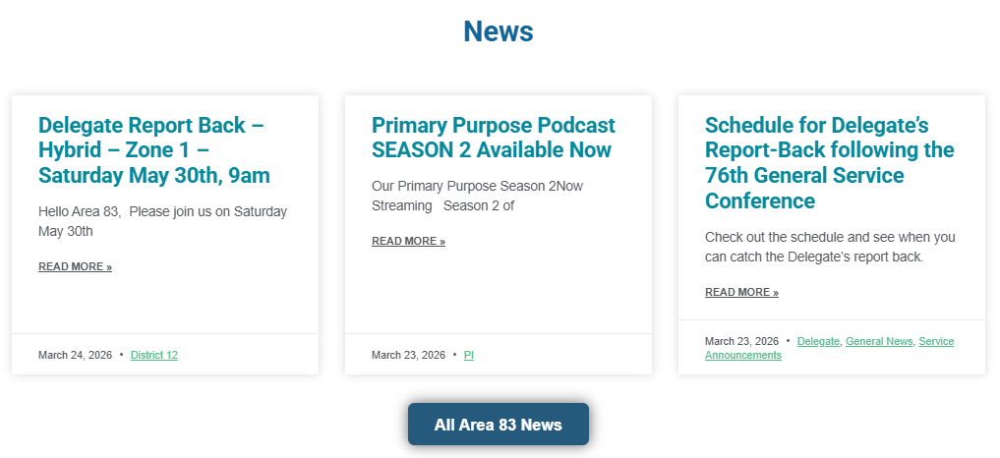 News
Delegate Report Back –
Hybrid – Zone 1 –
Saturday May 30th, 9am
Hello Area 83,  Please join us on Saturday
May 30th
READ MORE »
March 24, 2026 • District 12
Primary Purpose Podcast
SEASON 2 Available Now
Our Primary Purpose Season 2Now
Streaming   Season 2 of
READ MORE »
March 23, 2026 • PI
Schedule for Delegate’s
Report-Back following the
76th General Service
Conference
Check out the schedule and see when you
can catch the Delegate’s report back.
READ MORE »
March 23, 2026 • Delegate, General News, Service
Announcements
All Area 83 News